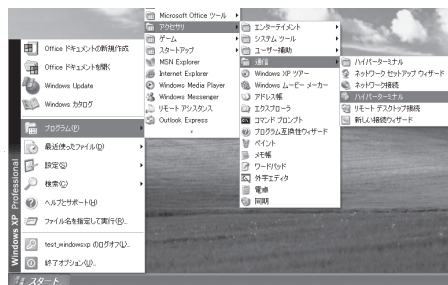 Office ドキュメントの新規作成
Office ドキュメントを開く
Windows Update
Windows カタログ
プログラム(P)
最近使ったファイル(D)
設定(S)
検索(C)
ヘルプとサポート(H)
ファイル名を指定して実行(R)...
test_windowsxp のログオフ(L)...
終了オプション(U)...
Windows XP Professional
スタート
Microsoft Office ツール
アクセサリ
ゲーム
スタートアップ
MSN Explorer
Internet Explorer
Windows Media Player
Windows Messenger
リモート アシスタンス
Outlook Express
エンターテイメント
システム ツール
ユーザー補助
通信
Windows XP ツアー
Windows ムービー メーカー
アドレス帳
エクスプローラ
コマンド プロンプト
プログラム互換性ウィザード
ペイント
メモ帳
ワードパッド
外字エディタ
電卓
同期
ハイパーターミナル
ネットワーク セットアップ ウィザード
ネットワーク接続
ハイパーターミナル
リモート デスクトップ接続
新しい接続ウィザード